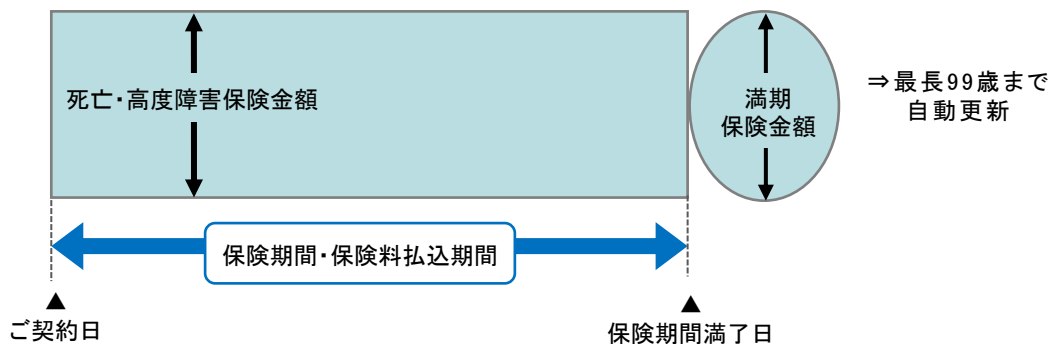 死亡・高度障害保険金額
満期
保険金額
⇒最長99歳まで
自動更新
保険期間・保険料払込期間
▲
ご契約日
▲
保険期間満了日